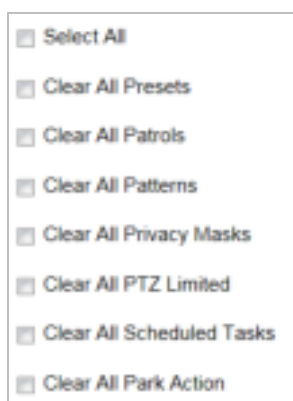 Select All
Clear All Presets
Clear All Patrols
Clear All Patterns
Clear All Privacy Masks
Clear All PTZ Limited
Clear All Scheduled Tasks
Clear All Park Action